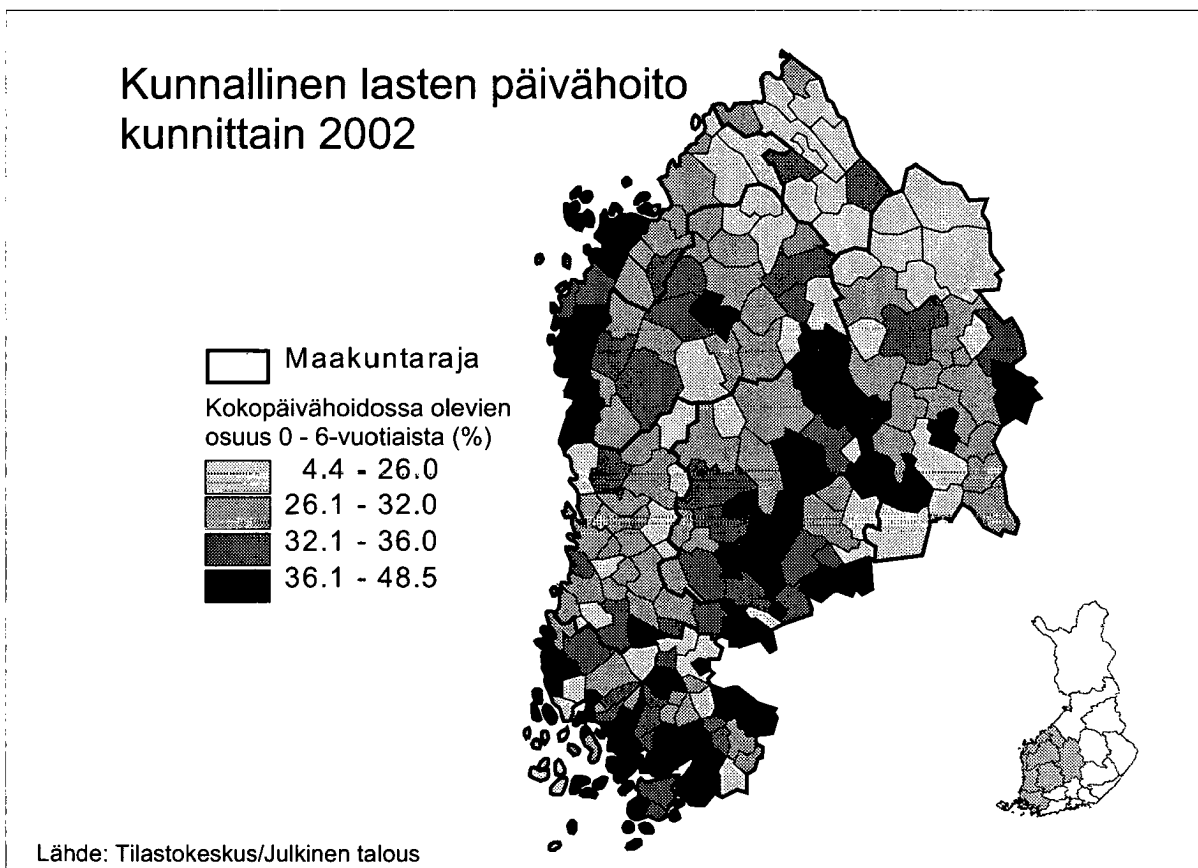 Kunnallinen lasten päivähoito
kunnittain 2002
Maakuntaraja
Kokopäivähoidossa olevien
osuus 0 - 6-vuotiaista (%)
4.4 - 26.0
26.1 - 32.0
32.1 - 36.0
36.1 - 48.5
Lähde: Tilastokeskus/Julkinen talous